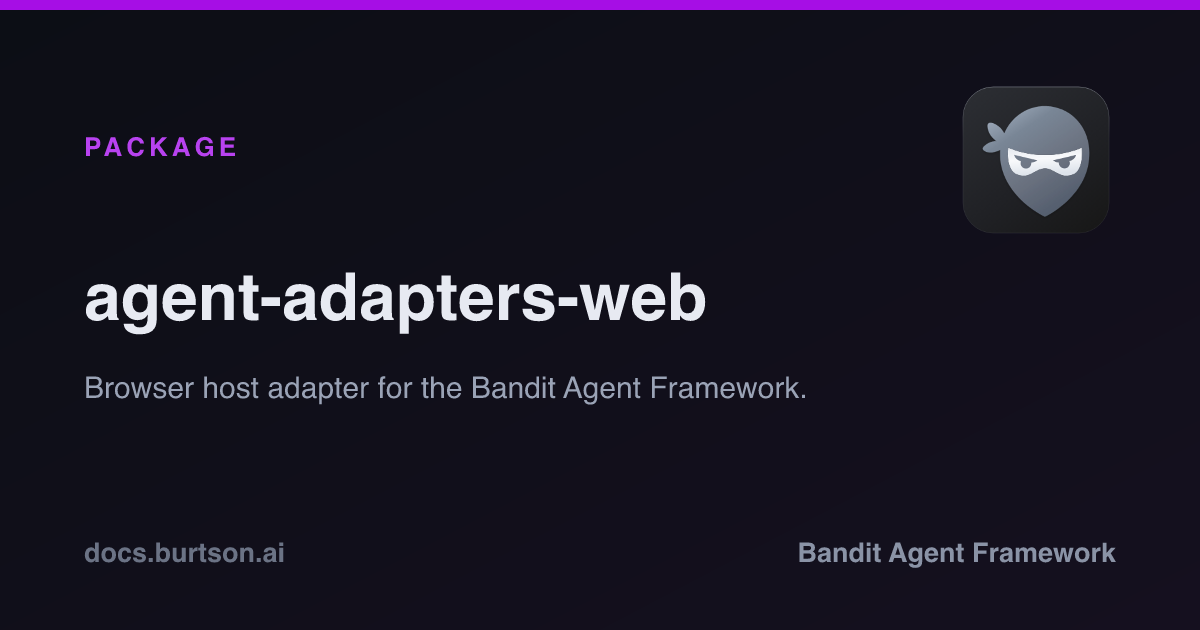 PACKAGE
agent-adapters-web
Browser host adapter for the Bandit Agent Framework.
docs.burtson.ai
Bandit Agent Framework